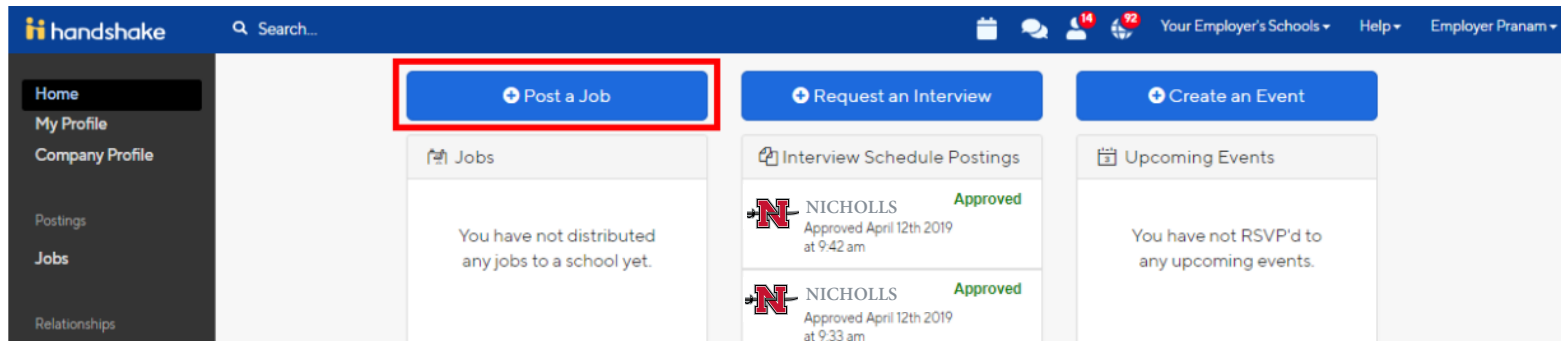 handshake
Search...
14
92
Your Employer's Schools
Help
Employer Pranam
Home
My Profile
Company Profile
Postings
Jobs
Relationships
Post a Job
Request an Interview
Create an Event
Jobs
You have not distributed
any jobs to a school yet.
Interview Schedule Postings
N NICHOLLS
Approved
Approved April 12th 2019
at 9:42 am
N NICHOLLS
Approved
Approved April 12th 2019
at 9:33 am
3 Upcoming Events
You have not RSVP'd to
any upcoming events.